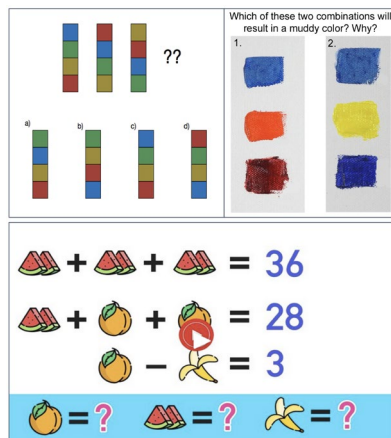 ??
a) b) c) d)
Which of these two combinations will
result in a muddy color? Why?
1. 2.
+ + = 36
+ + = 28
- = 3
= ? = ? = ?